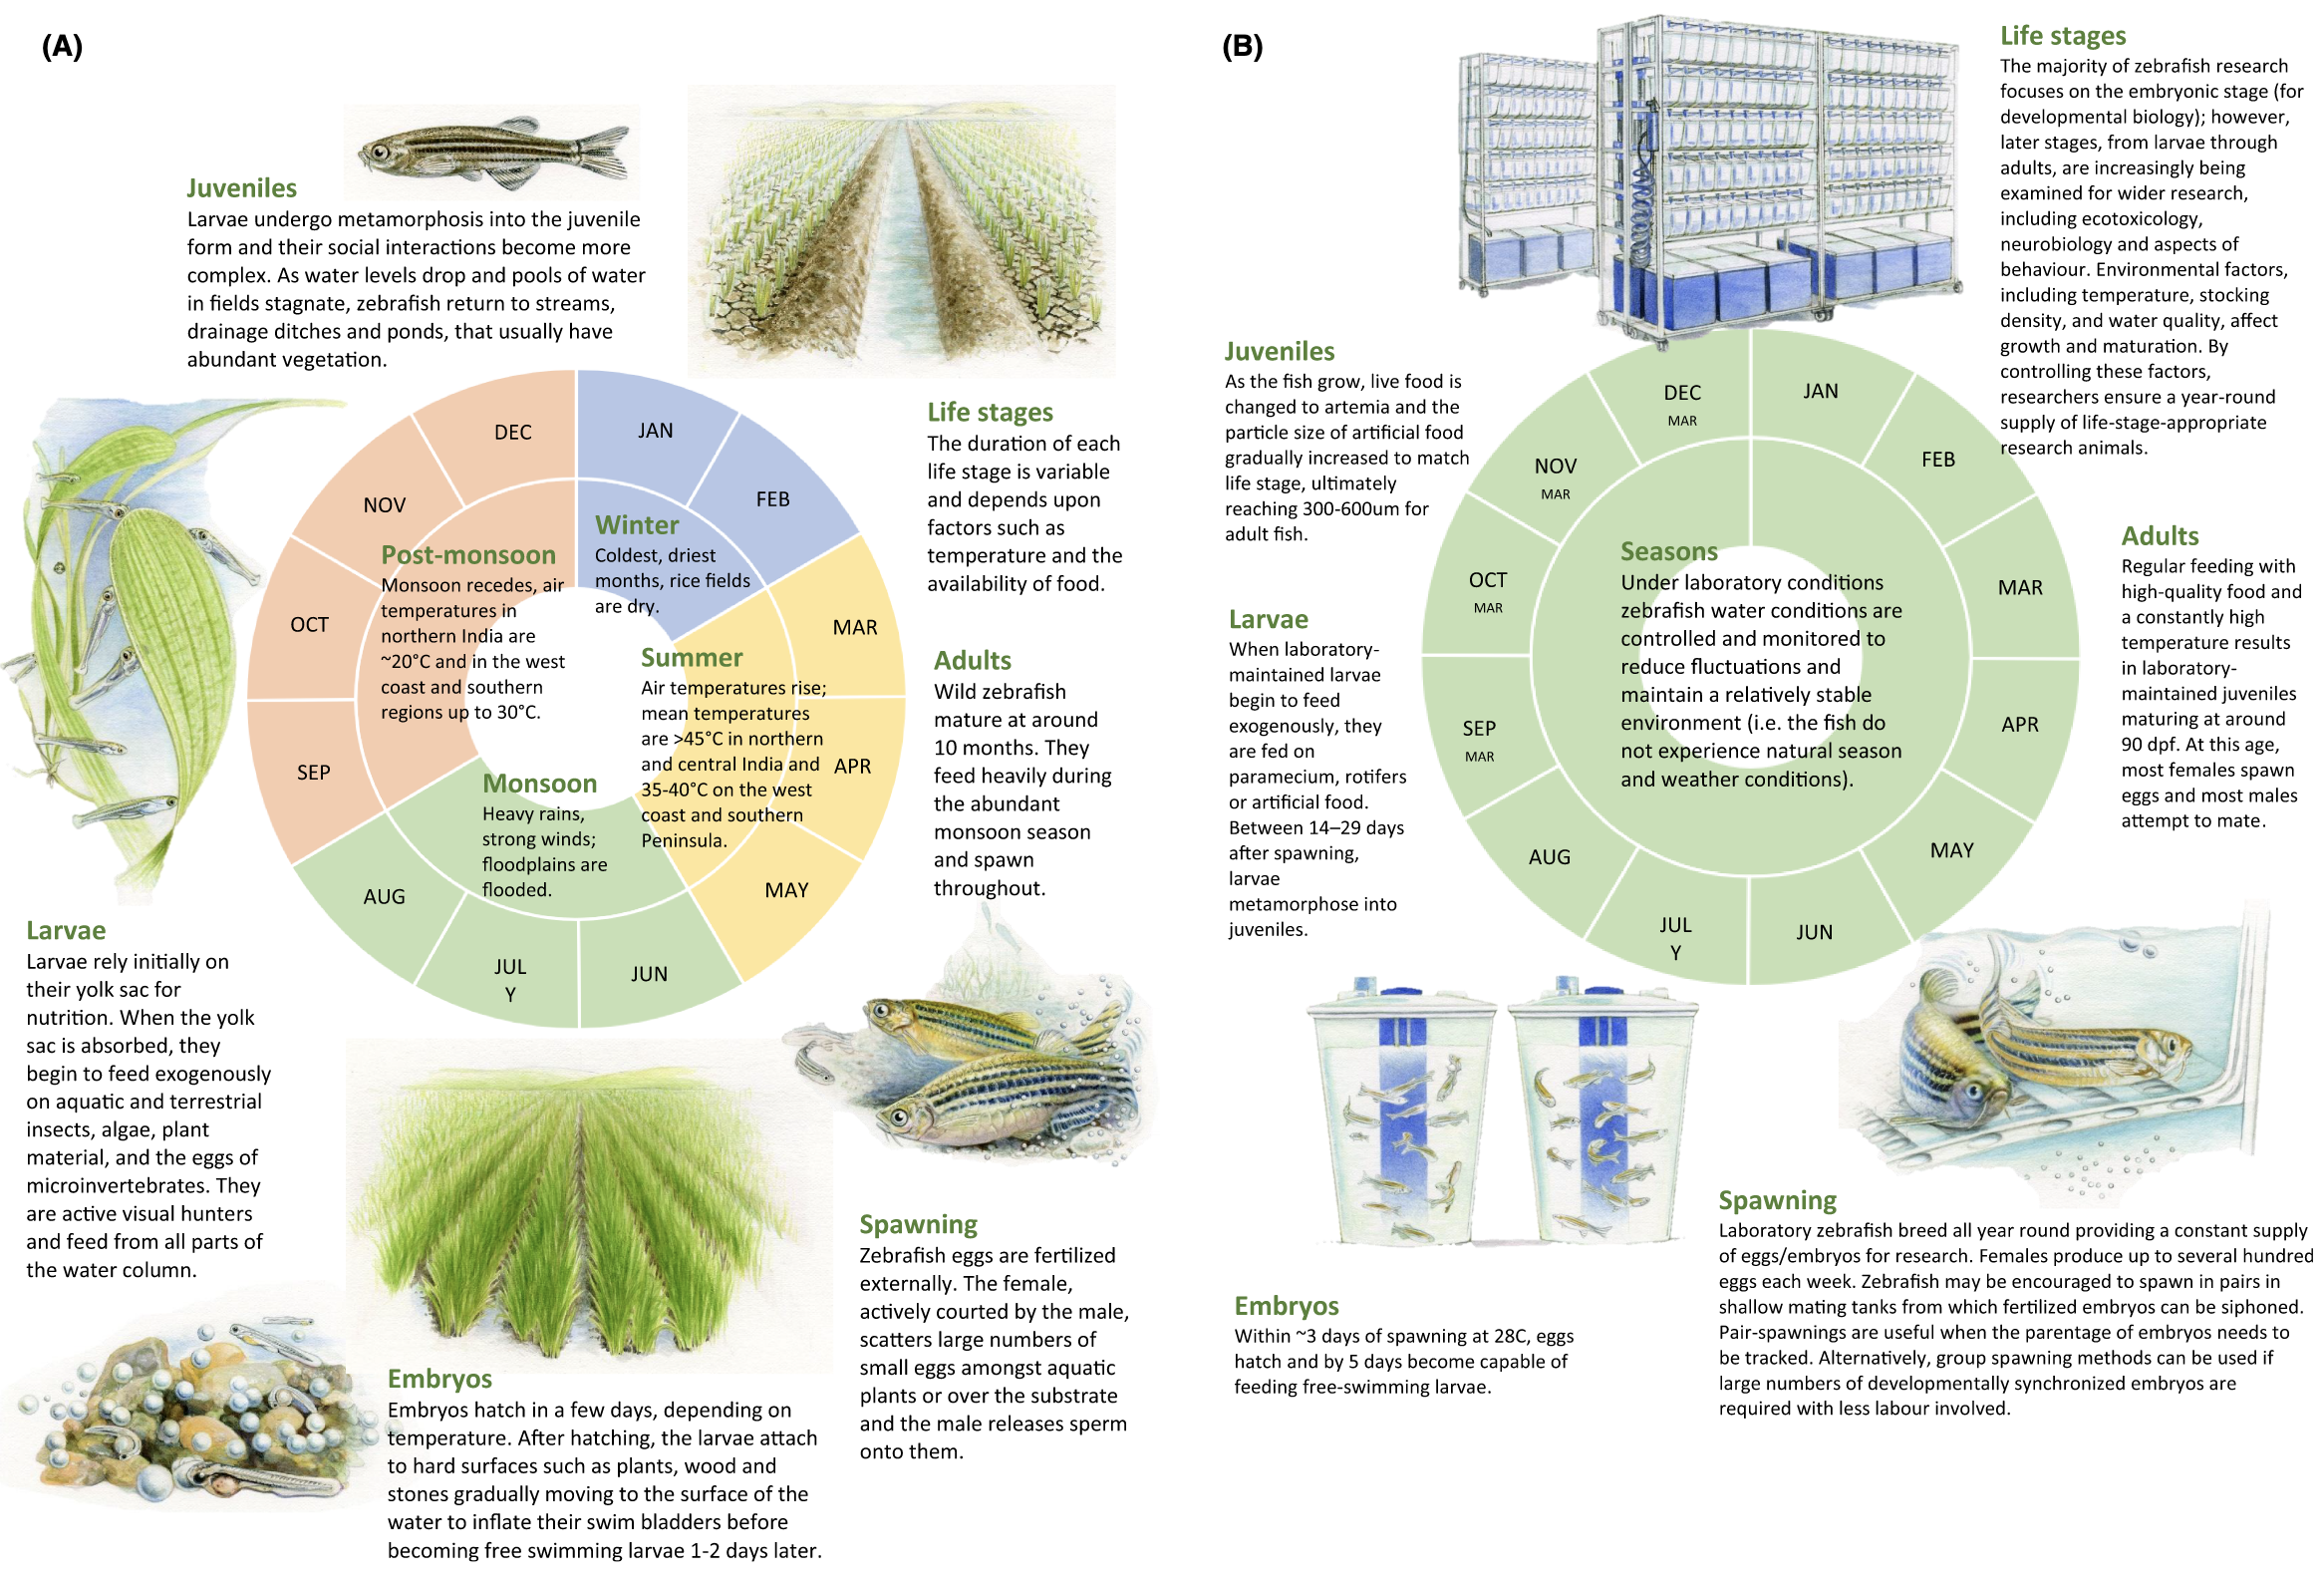 (A)
Juveniles
Larvae undergo metamorphosis into the juvenile
form and their social interactions become more
complex. As water levels drop and pools of water
in fields stagnate, zebrafish return to streams,
drainage ditches and ponds, that usually have
abundant vegetation.
DEC
JAN
FEB
MAR
APR
MAY
JUN
JUL
Y
AUG
SEP
OCT
NOV
Post-monsoon
Monsoon recedes, air
temperatures in
northern India are
~20°C and in the west
coast and southern
regions up to 30°C.
Winter
Coldest, driest
months, rice fields
are dry.
Summer
Air temperatures rise;
mean temperatures
are >45°C in northern
and central India and
35-40°C on the west
coast and southern
Peninsula.
Monsoon
Heavy rains,
strong winds;
floodplains are
flooded.
Life stages
The duration of each
life stage is variable
and depends upon
factors such as
temperature and the
availability of food.
Adults
Wild zebrafish
mature at around
10 months. They
feed heavily during
the abundant
monsoon season
and spawn
throughout.
Larvae
Larvae rely initially on
their yolk sac for
nutrition. When the yolk
sac is absorbed, they
begin to feed exogenously
on aquatic and terrestrial
insects, algae, plant
material, and the eggs of
microinvertebrates. They
are active visual hunters
and feed from all parts of
the water column.
Embryos
Embryos hatch in a few days, depending on
temperature. After hatching, the larvae attach
to hard surfaces such as plants, wood and
stones gradually moving to the surface of the
water to inflate their swim bladders before
becoming free swimming larvae 1-2 days later.
Spawning
Zebrafish eggs are fertilized
externally. The female,
actively courted by the male,
scatters large numbers of
small eggs amongst aquatic
plants or over the substrate
and the male releases sperm
onto them.
(B)
Life stages
The majority of zebrafish research
focuses on the embryonic stage (for
developmental biology); however,
later stages, from larvae through
adults, are increasingly being
examined for wider research,
including ecotoxicology,
neurobiology and aspects of
behaviour. Environmental factors,
including temperature, stocking
density, and water quality, affect
growth and maturation. By
controlling these factors,
researchers ensure a year-round
supply of life-stage-appropriate
research animals.
Juveniles
As the fish grow, live food is
changed to artemia and the
particle size of artificial food
gradually increased to match
life stage, ultimately
reaching 300-600um for
adult fish.
DEC
MAR
JAN
FEB
MAR
APR
MAY
JUN
JUL
Y
AUG
SEP
MAR
OCT
MAR
NOV
MAR
Seasons
Under laboratory conditions
zebrafish water conditions are
controlled and monitored to
reduce fluctuations and
maintain a relatively stable
environment (i.e. the fish do
not experience natural season
and weather conditions).
Adults
Regular feeding with
high-quality food and
a constantly high
temperature results
in laboratory-
maintained juveniles
maturing at around
90 dpf. At this age,
most females spawn
eggs and most males
attempt to mate.
Larvae
When laboratory-
maintained larvae
begin to feed
exogenously, they
are fed on
paramecium, rotifers
or artificial food.
Between 14–29 days
after spawning,
larvae
metamorphose into
juveniles.
Embryos
Within ~3 days of spawning at 28C, eggs
hatch and by 5 days become capable of
feeding free-swimming larvae.
Spawning
Laboratory zebrafish breed all year round providing a constant supply
of eggs/embryos for research. Females produce up to several hundred
eggs each week. Zebrafish may be encouraged to spawn in pairs in
shallow mating tanks from which fertilized embryos can be siphoned.
Pair-spawnings are useful when the parentage of embryos needs to
be tracked. Alternatively, group spawning methods can be used if
large numbers of developmentally synchronized embryos are
required with less labour involved.